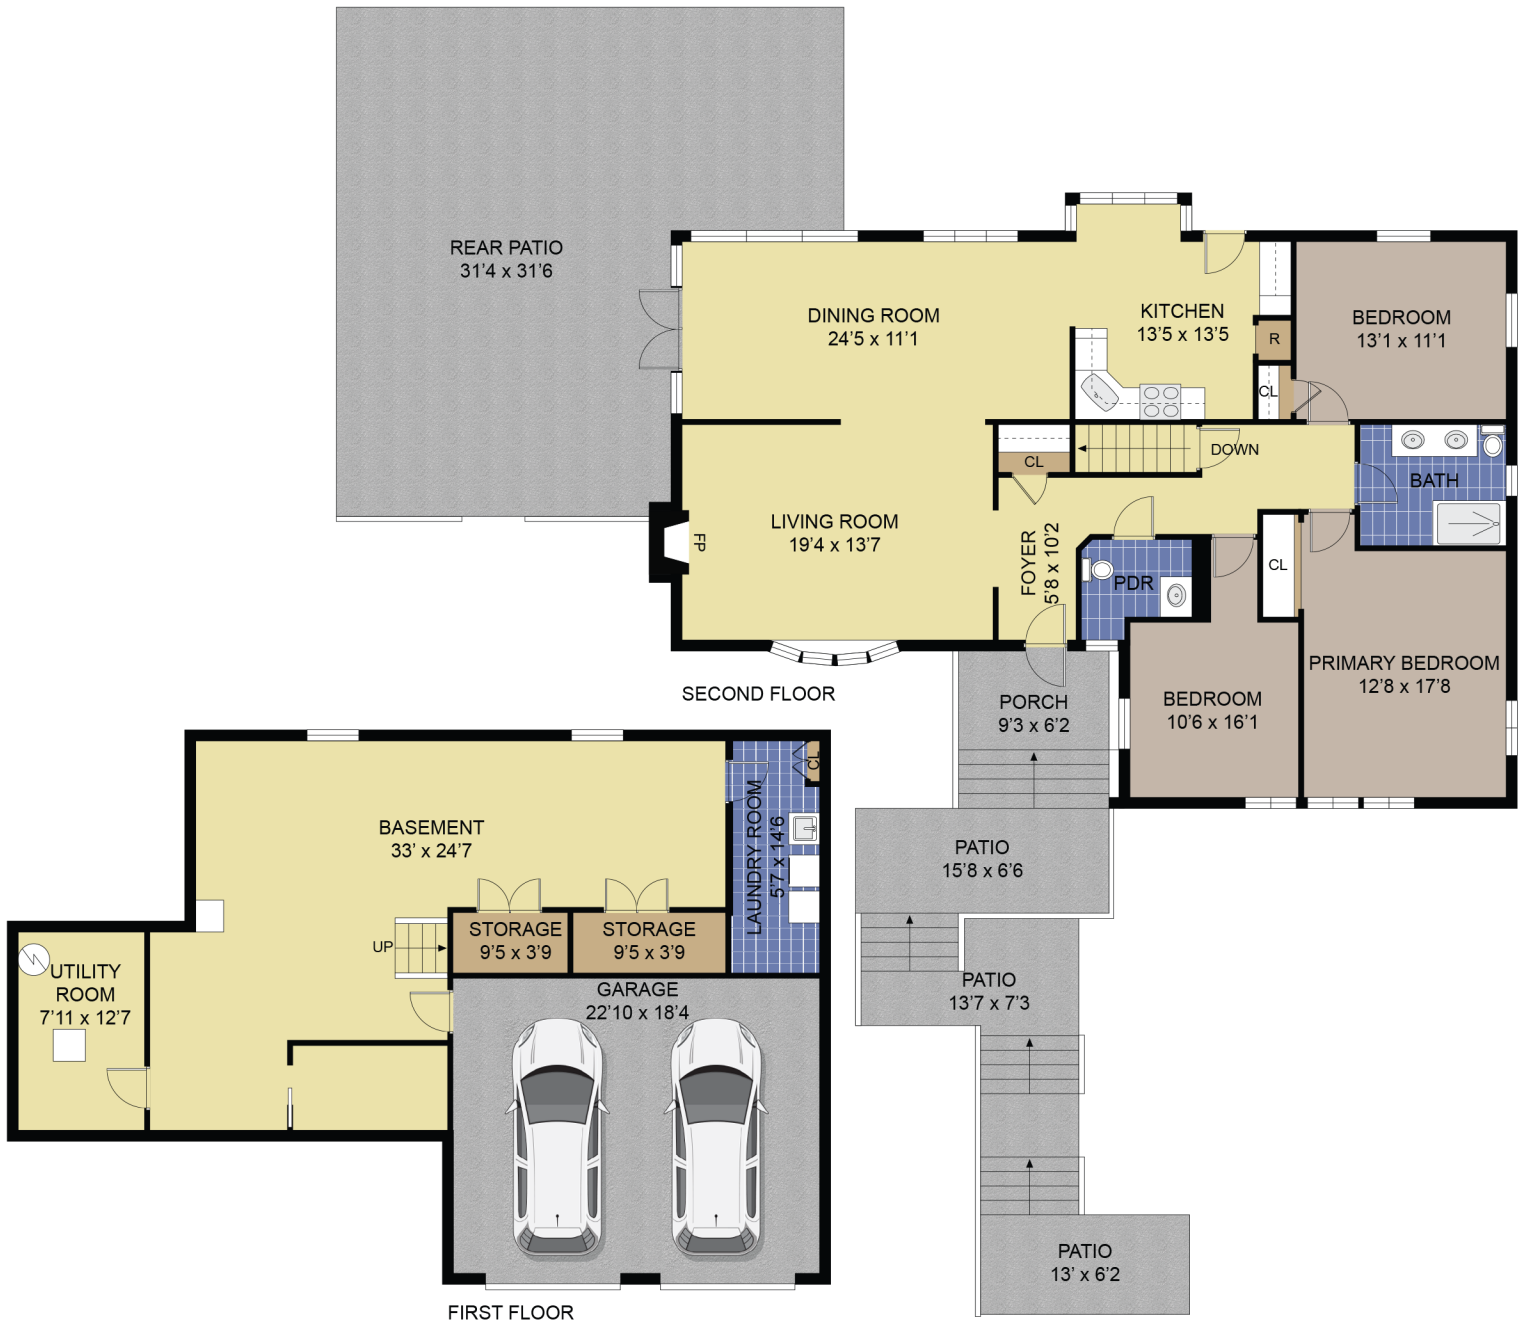 REAR PATIO
31'4 x 31'6
DINING ROOM
24'5 x 11'1
KITCHEN
13'5 x 13'5
R
CL
BEDROOM
13'1 x 11'1
CL
DOWN
BATH
LIVING ROOM
19'4 x 13'7
FP
FOYER
5'8 x 10'2
PDR
CL
PRIMARY BEDROOM
12'8 x 17'8
BEDROOM
10'6 x 16'1
PORCH
9'3 x 6'2
SECOND FLOOR
BASEMENT
33' x 24'7
LAUNDRY ROOM
5'7 x 14'6
CL
PATIO
15'8 x 6'6
STORAGE
9'5 x 3'9
STORAGE
9'5 x 3'9
UP
UTILITY
ROOM
7'11 x 12'7
GARAGE
22'10 x 18'4
PATIO
13'7 x 7'3
PATIO
13' x 6'2
FIRST FLOOR